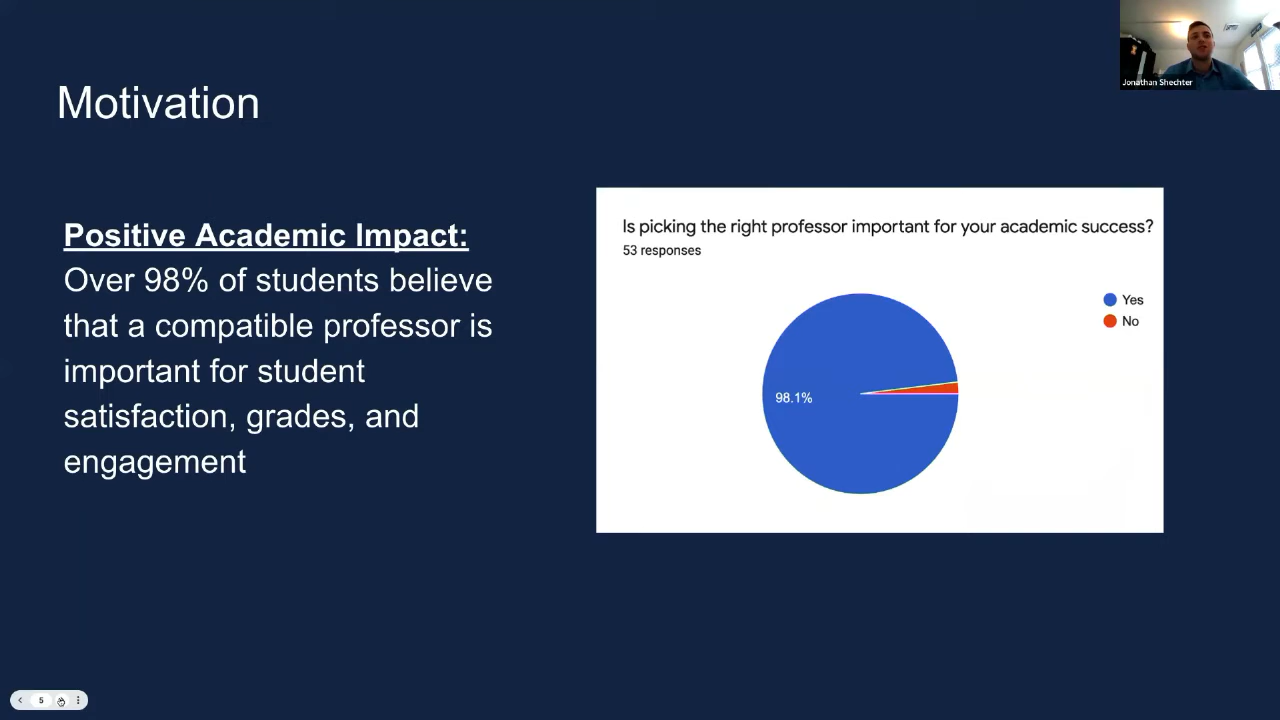 Motivation
Jonathan Shechter
Positive Academic Impact:
Over 98% of students believe
that a compatible professor is
important for student
satisfaction, grades, and
engagement
Is picking the right professor important for your academic success?
53 responses
Yes
No
98.1%
5